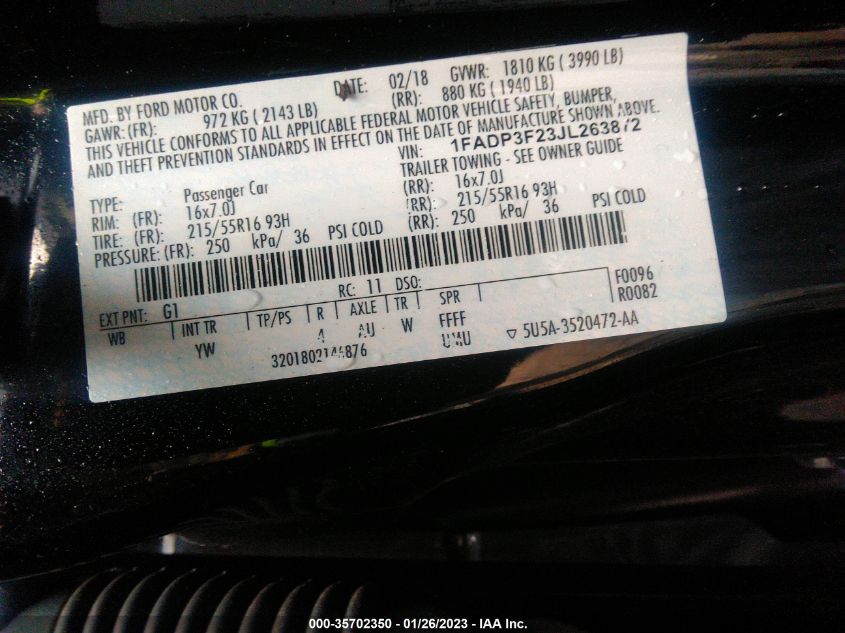 MFD. BY FORD MOTOR CO. DATE: 02/18 GVWR: 1810 KG ( 3990 LB)
GAWR:(FR): 972 KG ( 2143 LB) (RR): 880 KG ( 1940 LB)
THIS VEHICLE CONFORMS TO ALL APPLICABLE FEDERAL MOTOR VEHICLE SAFETY, BUMPER,
AND THEFT PREVENTION STANDARDS IN EFFECT ON THE DATE OF MANUFACTURE SHOWN ABOVE.
VIN: 1FADP3F23JL263872
TRAILER TOWING - SEE OWNER GUIDE
TYPE: Passenger Car
RIM: (FR): 16x7.0J (RR): 16x7.0J
TIRE: (FR): 215/55R16 93H (RR): 215/55R16 93H
PRESSURE: (FR): 250 kPa/ 36 PSI COLD (RR): 250 kPa/ 36 PSI COLD
EXT PNT: G1 RC: 11 DSO: F0096
WB INT TR TP/PS R AXLE TR SPR R0082
YW 4 W FFFF
3201802144876 ▽ 5U5A-3520472-AA
000-35702350 - 01/26/2023 - IAA Inc.